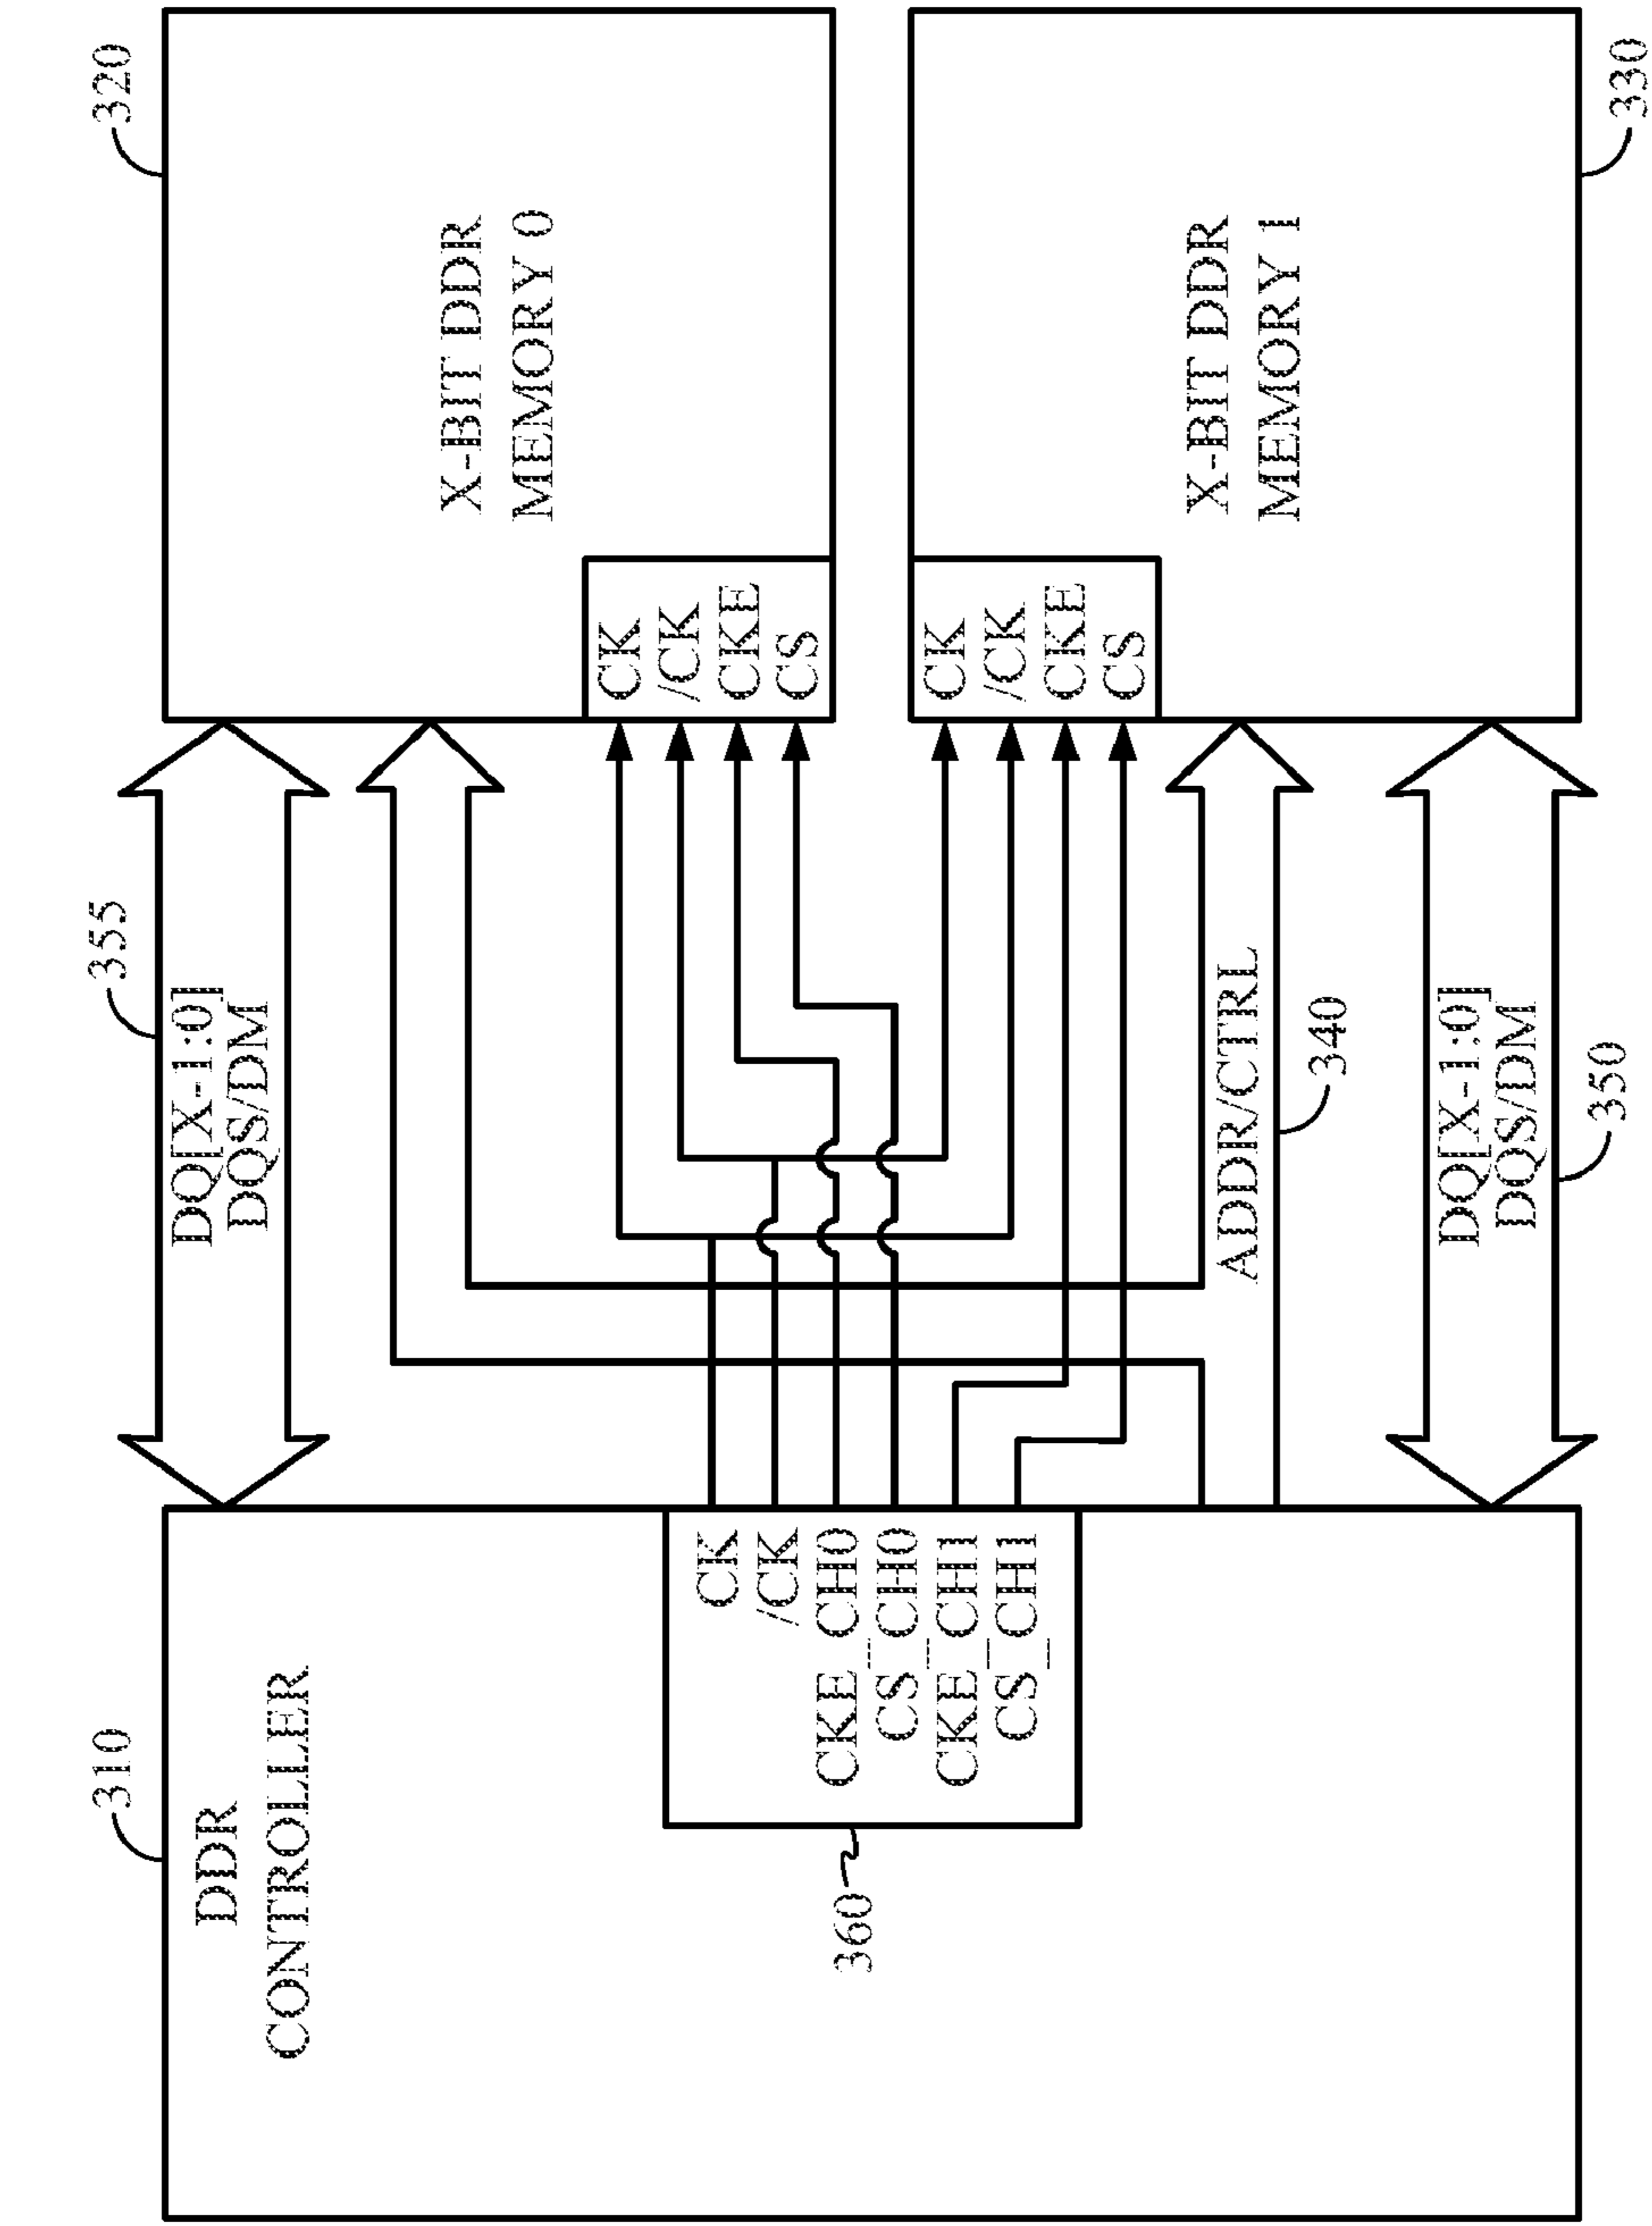 310
DDR
CONTROLLER
360
CK
/CK
CKE_CH0
CS_CH0
CKE_CH1
CS_CH1
355
DQ[X-1:0]
DQS/DM
ADDR/CTRL
340
DQ[X-1:0]
DQS/DM
350
320
X-BIT DDR
MEMORY 0
CK
/CK
CKE
CS
330
X-BIT DDR
MEMORY 1
CK
/CK
CKE
CS